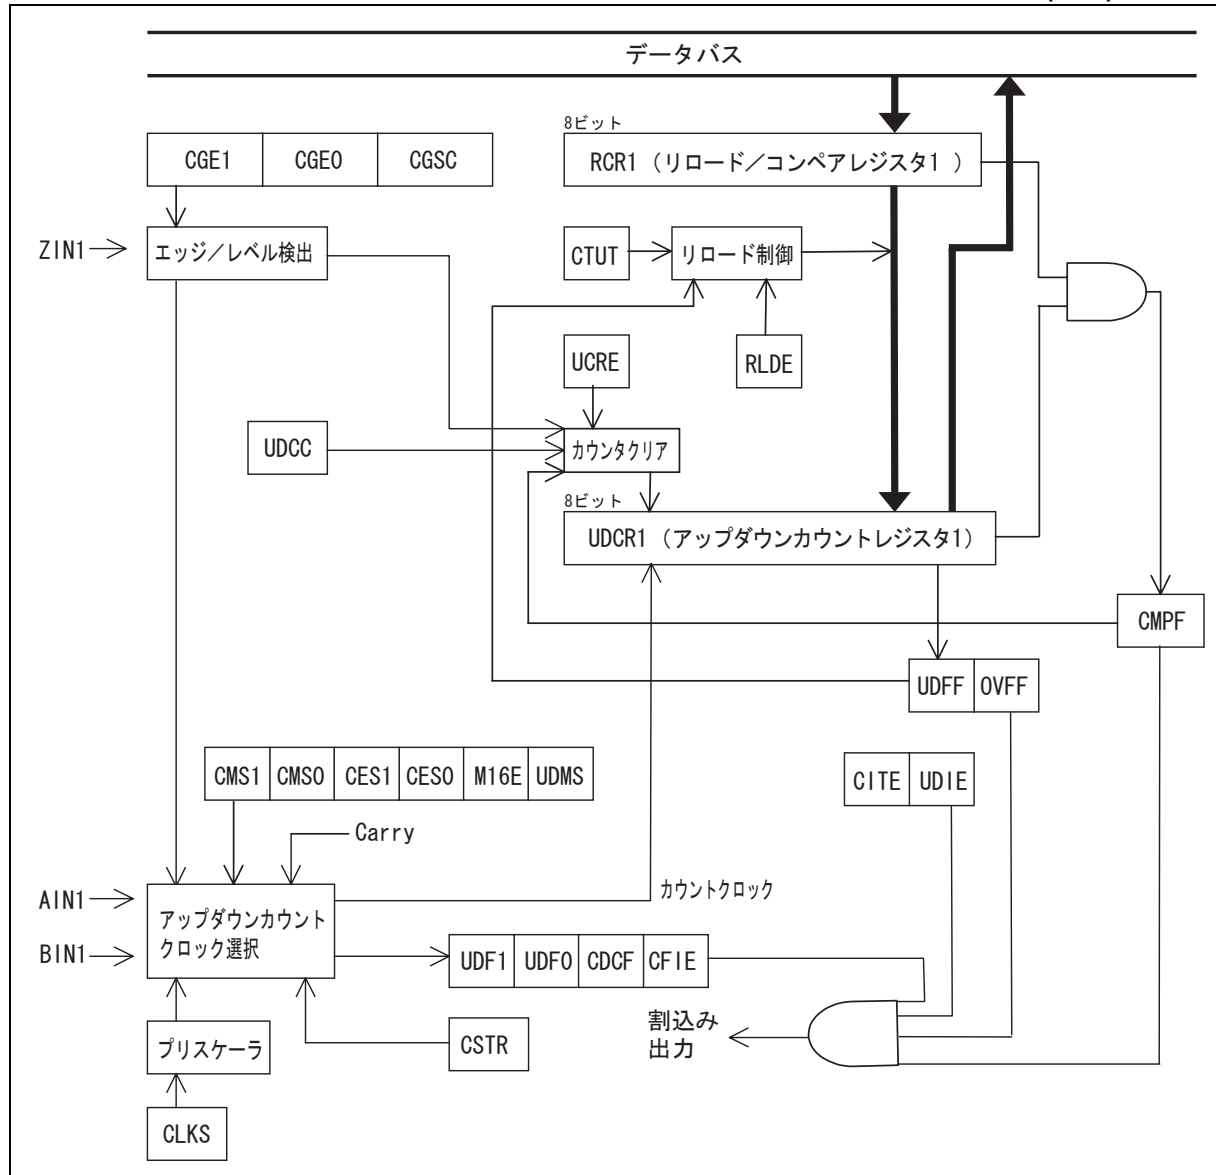 データバス
8ビット
CGE1 CGE0 CGSC
RCR1 （リロード／コンペアレジスタ1 ）
ZIN1
エッジ／レベル検出
CTUT
リロード制御
UCRE
RLDE
UDCC
カウンタクリア
8ビット
UDCR1 （アップダウンカウントレジスタ1）
CMPF
UDFF OVFF
CMS1 CMS0 CES1 CES0 M16E UDMS
CITE UDIE
Carry
AIN1
カウントクロック
アップダウンカウント
クロック選択
BIN1
UDF1 UDF0 CDCF CFIE
割込み
出力
プリスケーラ
CSTR
CLKS